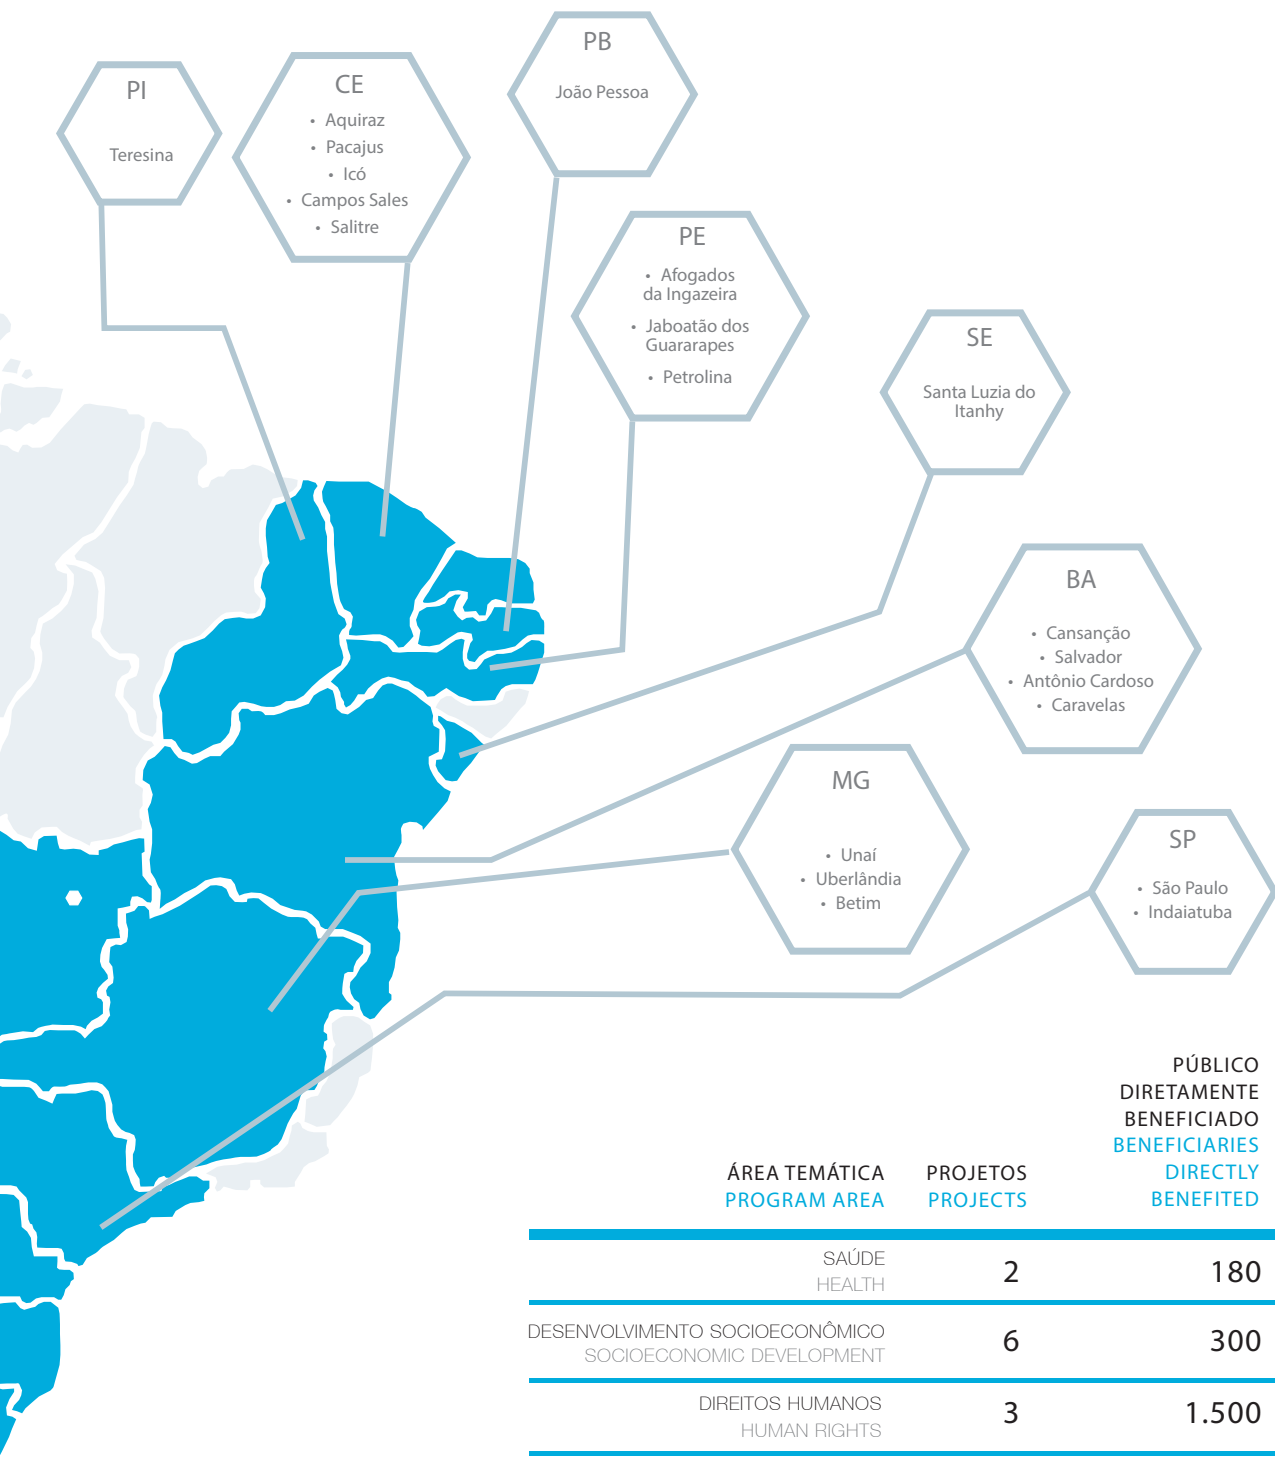 PI
Teresina
CE
• Aquiraz
• Pacajus
• Icó
• Campos Sales
• Salitre
PB
João Pessoa
PE
• Afogados
da Ingazeira
• Jaboatão dos
Guararapes
• Petrolina
SE
Santa Luzia do
Itanhy
BA
• Cansanção
• Salvador
• Antônio Cardoso
• Caravelas
MG
• Unaí
• Uberlândia
• Betim
SP
• São Paulo
• Indaiatuba
ÁREA TEMÁTICA
PROGRAM AREA
PROJETOS
PROJECTS
PÚBLICO
DIRETAMENTE
BENEFICIADO
BENEFICIARIES
DIRECTLY
BENEFITED
SAÚDE
HEALTH
2
180
DESENVOLVIMENTO SOCIOECONÔMICO
SOCIOECONOMIC DEVELOPMENT
6
300
DIREITOS HUMANOS
HUMAN RIGHTS
3
1.500